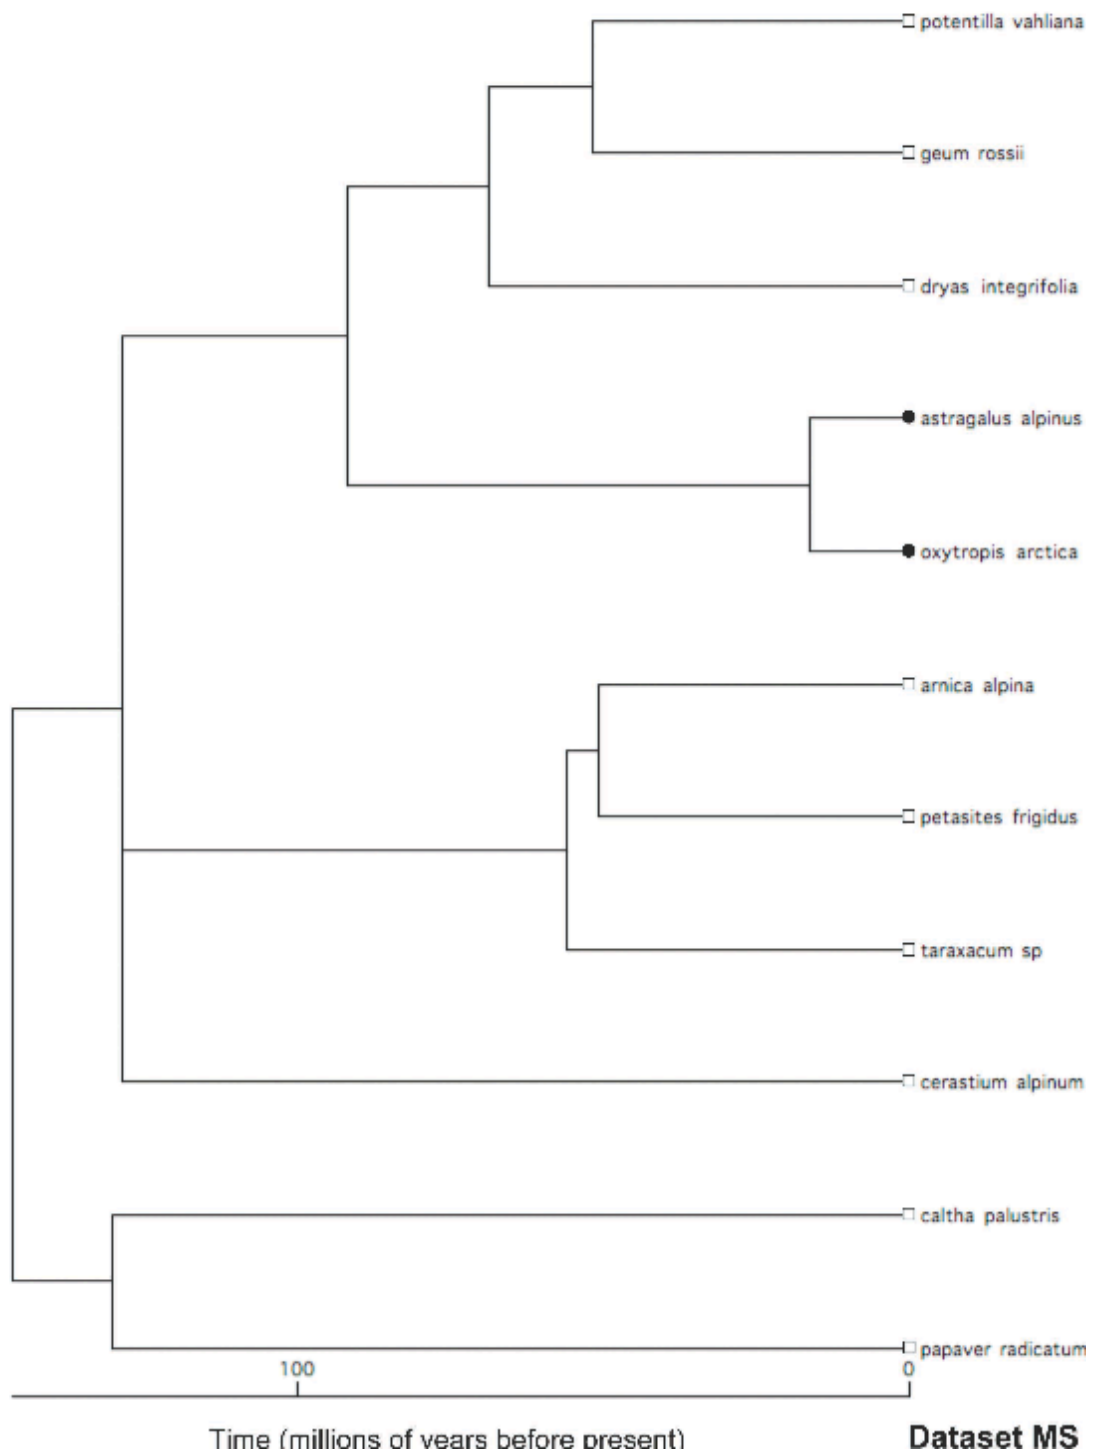 potentilla vahliana
geum rossii
dryas integrifolia
astragalus alpinus
oxytropis arctica
arnica alpina
petasites frigidus
taraxacum sp
cerastium alpinum
caltha palustris
papaver radicatum
100 0
Time (millions of years before present) Dataset MS